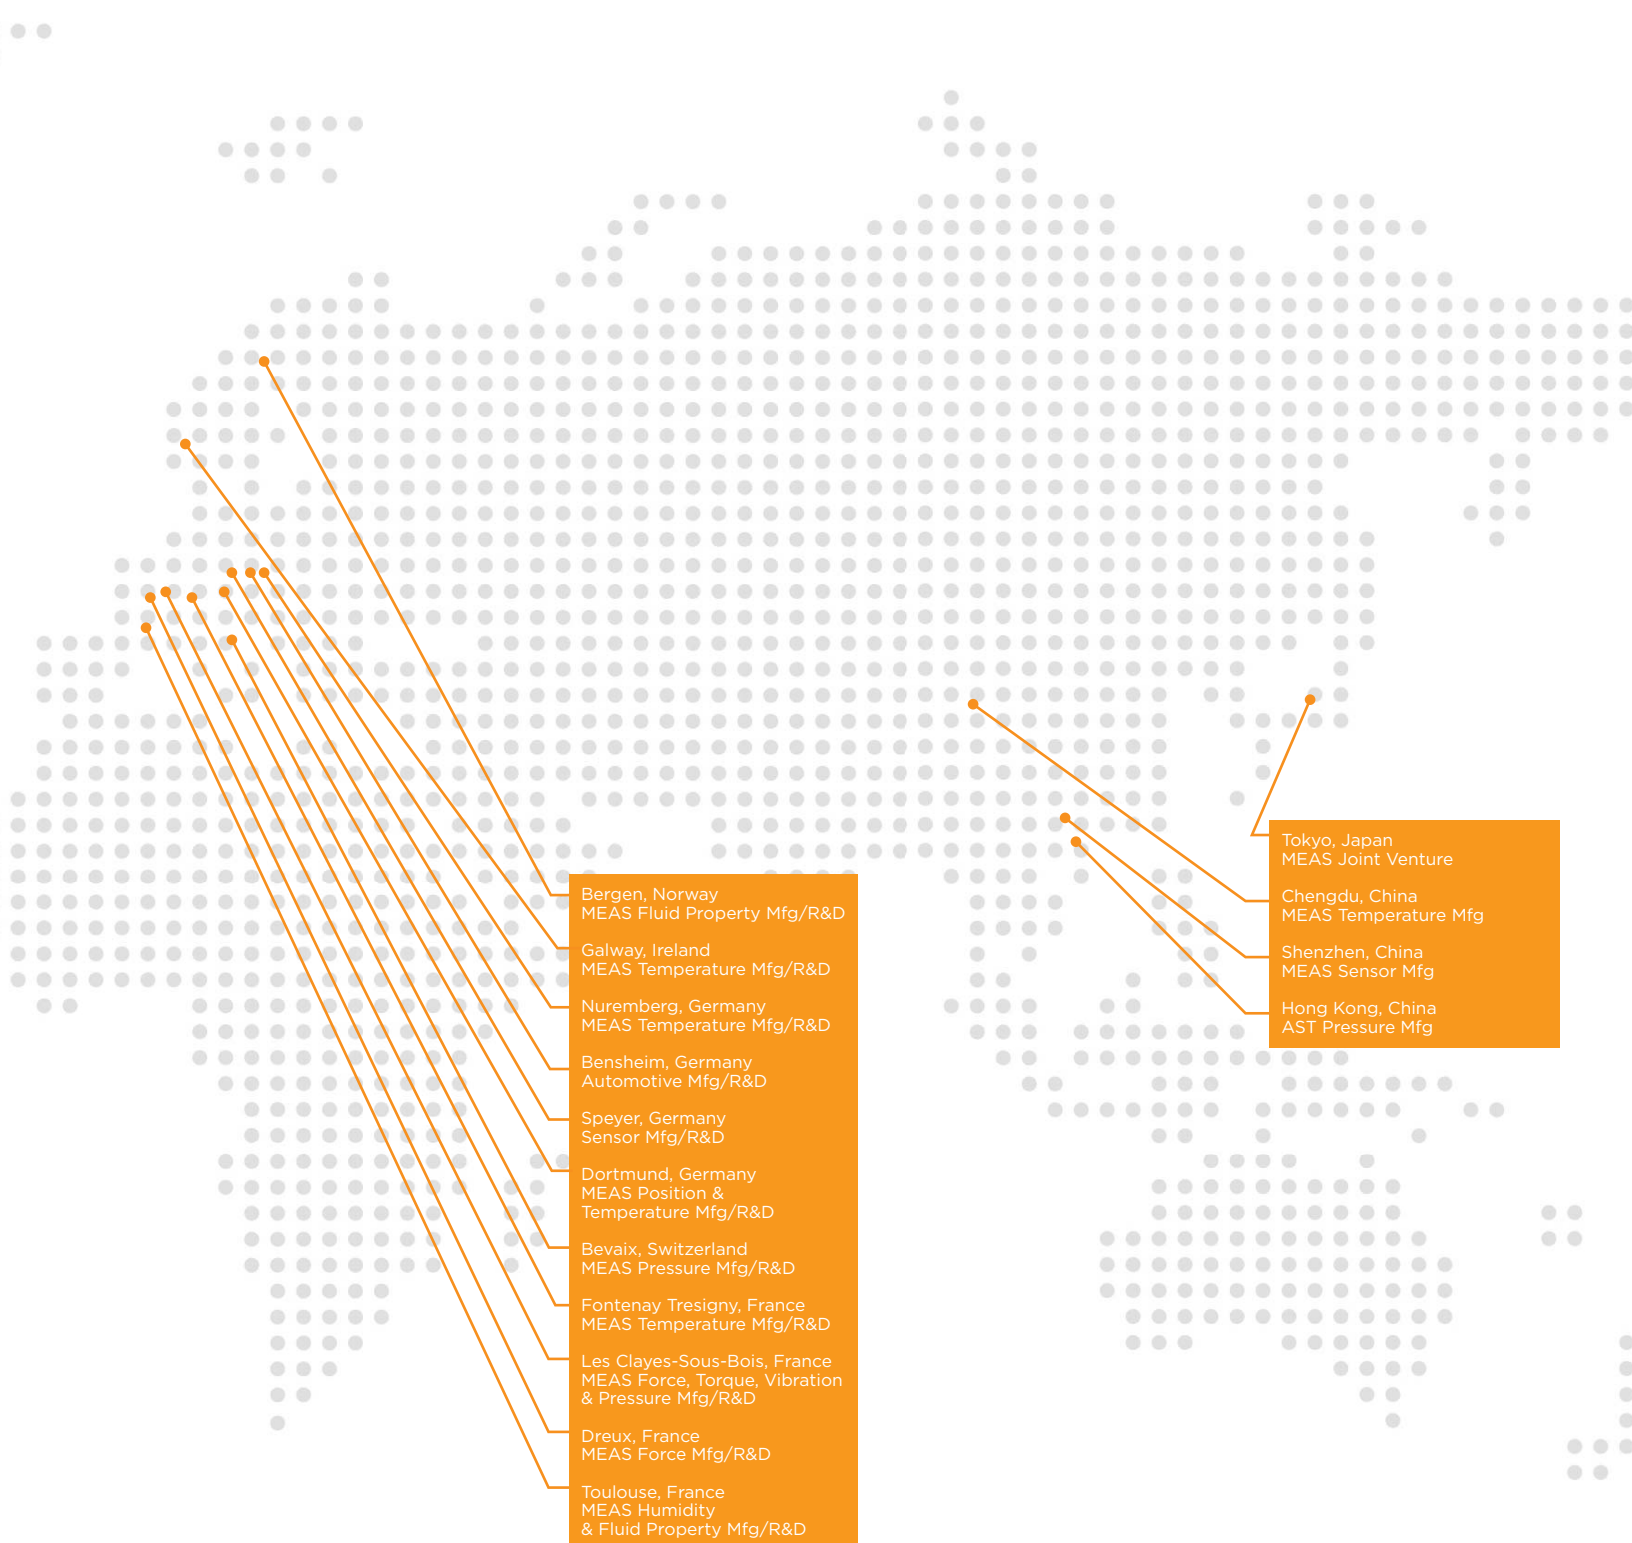 Bergen, Norway
MEAS Fluid Property Mfg/R&D
Galway, Ireland
MEAS Temperature Mfg/R&D
Nuremberg, Germany
MEAS Temperature Mfg/R&D
Bensheim, Germany
Automotive Mfg/R&D
Speyer, Germany
Sensor Mfg/R&D
Dortmund, Germany
MEAS Position &
Temperature Mfg/R&D
Bevaix, Switzerland
MEAS Pressure Mfg/R&D
Fontenay Tresigny, France
MEAS Temperature Mfg/R&D
Les Clayes-Sous-Bois, France
MEAS Force, Torque, Vibration
& Pressure Mfg/R&D
Dreux, France
MEAS Force Mfg/R&D
Toulouse, France
MEAS Humidity
& Fluid Property Mfg/R&D
Tokyo, Japan
MEAS Joint Venture
Chengdu, China
MEAS Temperature Mfg
Shenzhen, China
MEAS Sensor Mfg
Hong Kong, China
AST Pressure Mfg